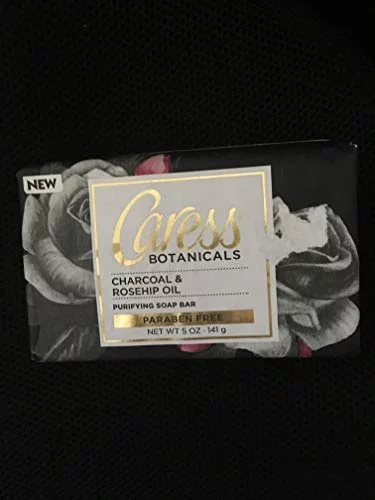 NEW
Caress
BOTANICALS
CHARCOAL &
ROSEHIP OIL
PURIFYING SOAP BAR
PARABEN FREE
NET WT 5 OZ - 141 g